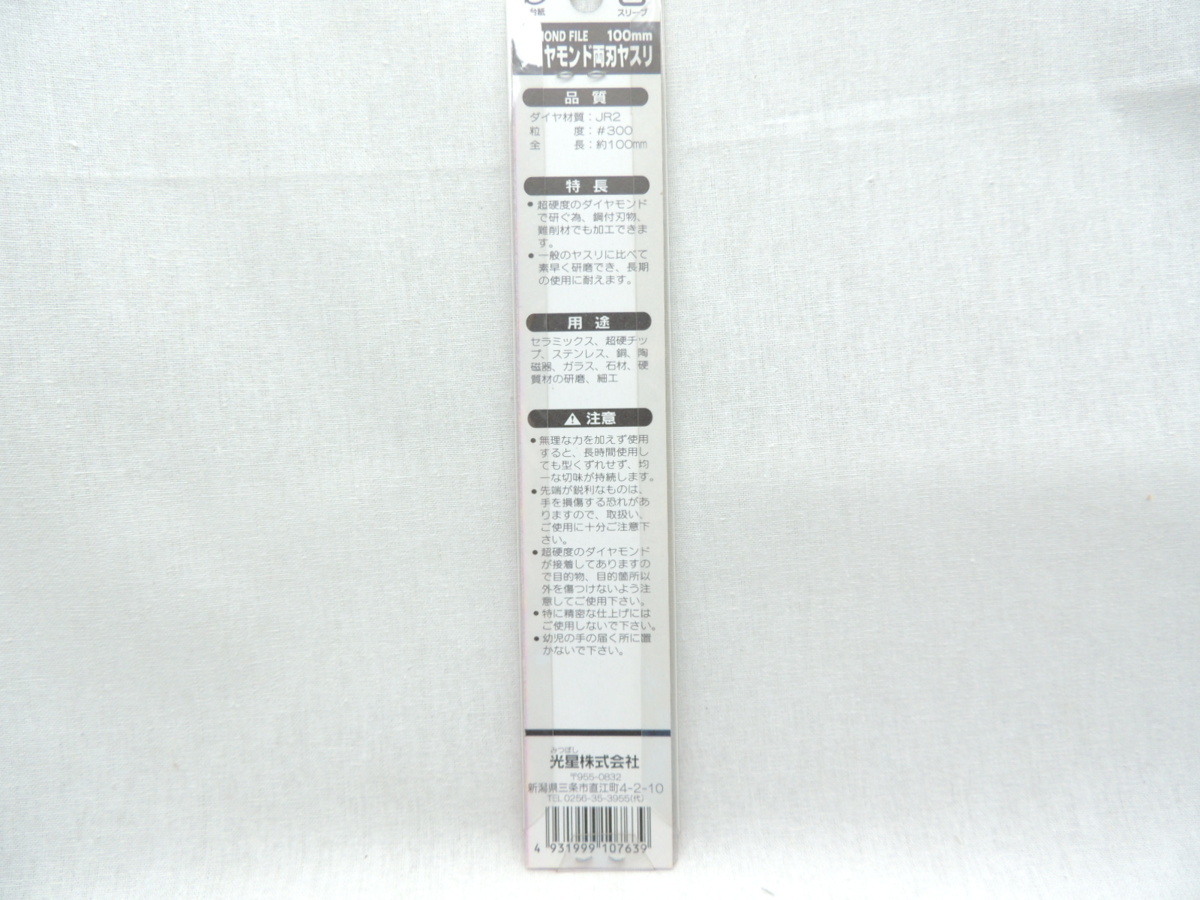 台紙
スリーブ
MOND FILE 100mm
ヤモンド両刃ヤスリ
品質
ダイヤ材質：JR2
粒度：#300
全長：約100mm
特長
●超硬度のダイヤモンド
で研ぐ為、鋼付刃物、
難削材でも加工できま
す。
●一般のヤスリに比べて
素早く研磨でき、長期
の使用に耐えます。
用途
セラミックス、超硬チッ
プ、ステンレス、鋼、陶
磁器、ガラス、石材、硬
質材の研磨、細工
⚠注意
●無理な力を加えず使用
すると、長時間使用し
ても型くずれせず、均
一な切味が持続します。
●先端が鋭利なものは、
手を損傷する恐れがあ
りますので、取扱い、
ご使用に十分ご注意下
さい。
●超硬度のダイヤモンド
が接着してありますの
で目的物、目的箇所以
外を傷つけないよう注
意してご使用下さい。
●特に精密な仕上げには
ご使用しないで下さい。
●幼児の手の届く所に置
かないで下さい。
みつぼし
光星株式会社
〒955-0832
新潟県三条市直江町4-2-10
TEL 0256-35-3955(代)
4 931999 107639